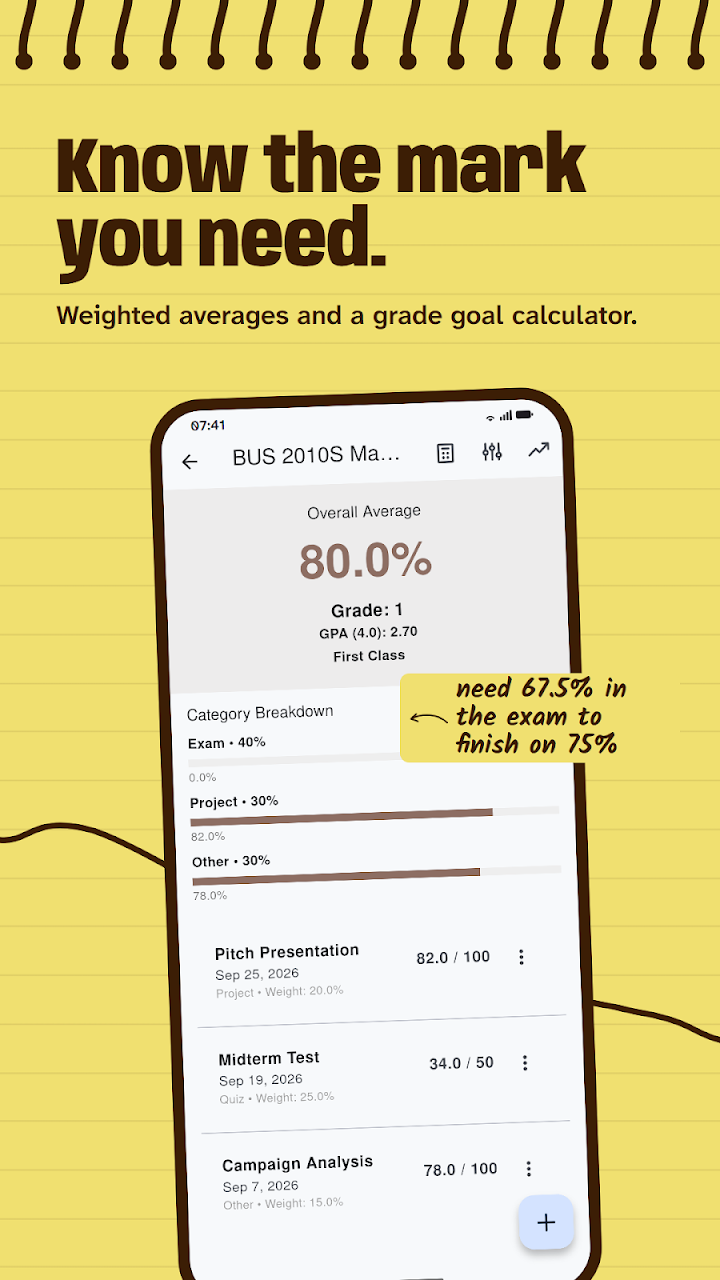 Know the mark
you need.
Weighted averages and a grade goal calculator.
07:41
BUS 2010S Ma...
Overall Average
80.0%
Grade: 1
GPA (4.0): 2.70
First Class
need 67.5% in
the exam to
finish on 75%
Category Breakdown
Exam • 40%
0.0%
Project • 30%
82.0%
Other • 30%
78.0%
Pitch Presentation
82.0 / 100
Sep 25, 2026
Project • Weight: 20.0%
Midterm Test
34.0 / 50
Sep 19, 2026
Quiz • Weight: 25.0%
Campaign Analysis
78.0 / 100
Sep 7, 2026
Other • Weight: 15.0%